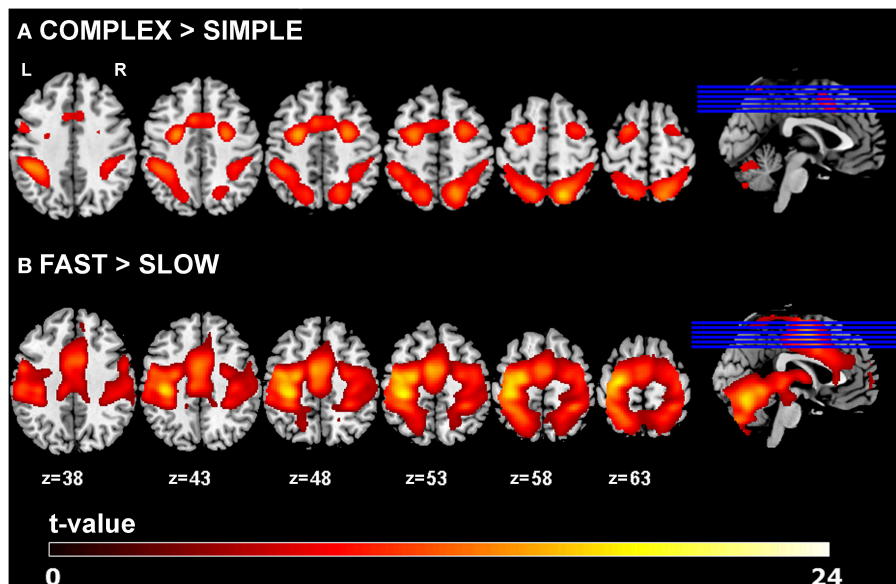 A COMPLEX > SIMPLE
L R
B FAST > SLOW
z=38 z=43 z=48 z=53 z=58 z=63
t-value
0 24